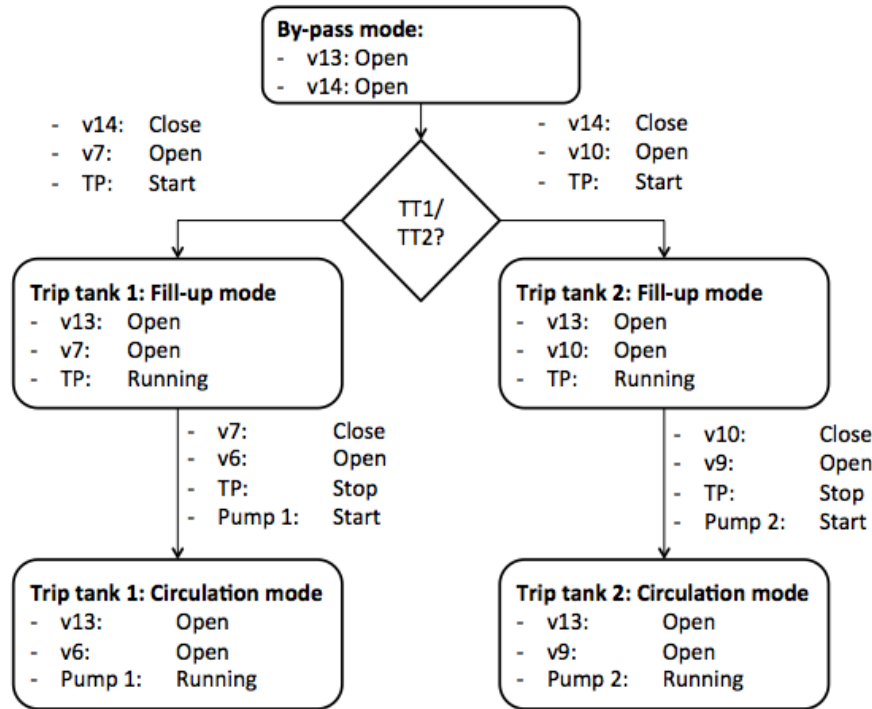 By-pass mode:
- v13: Open
- v14: Open
- v14: Close
- v7: Open
- TP: Start
- v14: Close
- v10: Open
- TP: Start
TT1/
TT2?
Trip tank 1: Fill-up mode
- v13: Open
- v7: Open
- TP: Running
Trip tank 2: Fill-up mode
- v13: Open
- v10: Open
- TP: Running
- v7: Close
- v6: Open
- TP: Stop
- Pump 1: Start
- v10: Close
- v9: Open
- TP: Stop
- Pump 2: Start
Trip tank 1: Circulation mode
- v13: Open
- v6: Open
- Pump 1: Running
Trip tank 2: Circulation mode
- v13: Open
- v9: Open
- Pump 2: Running